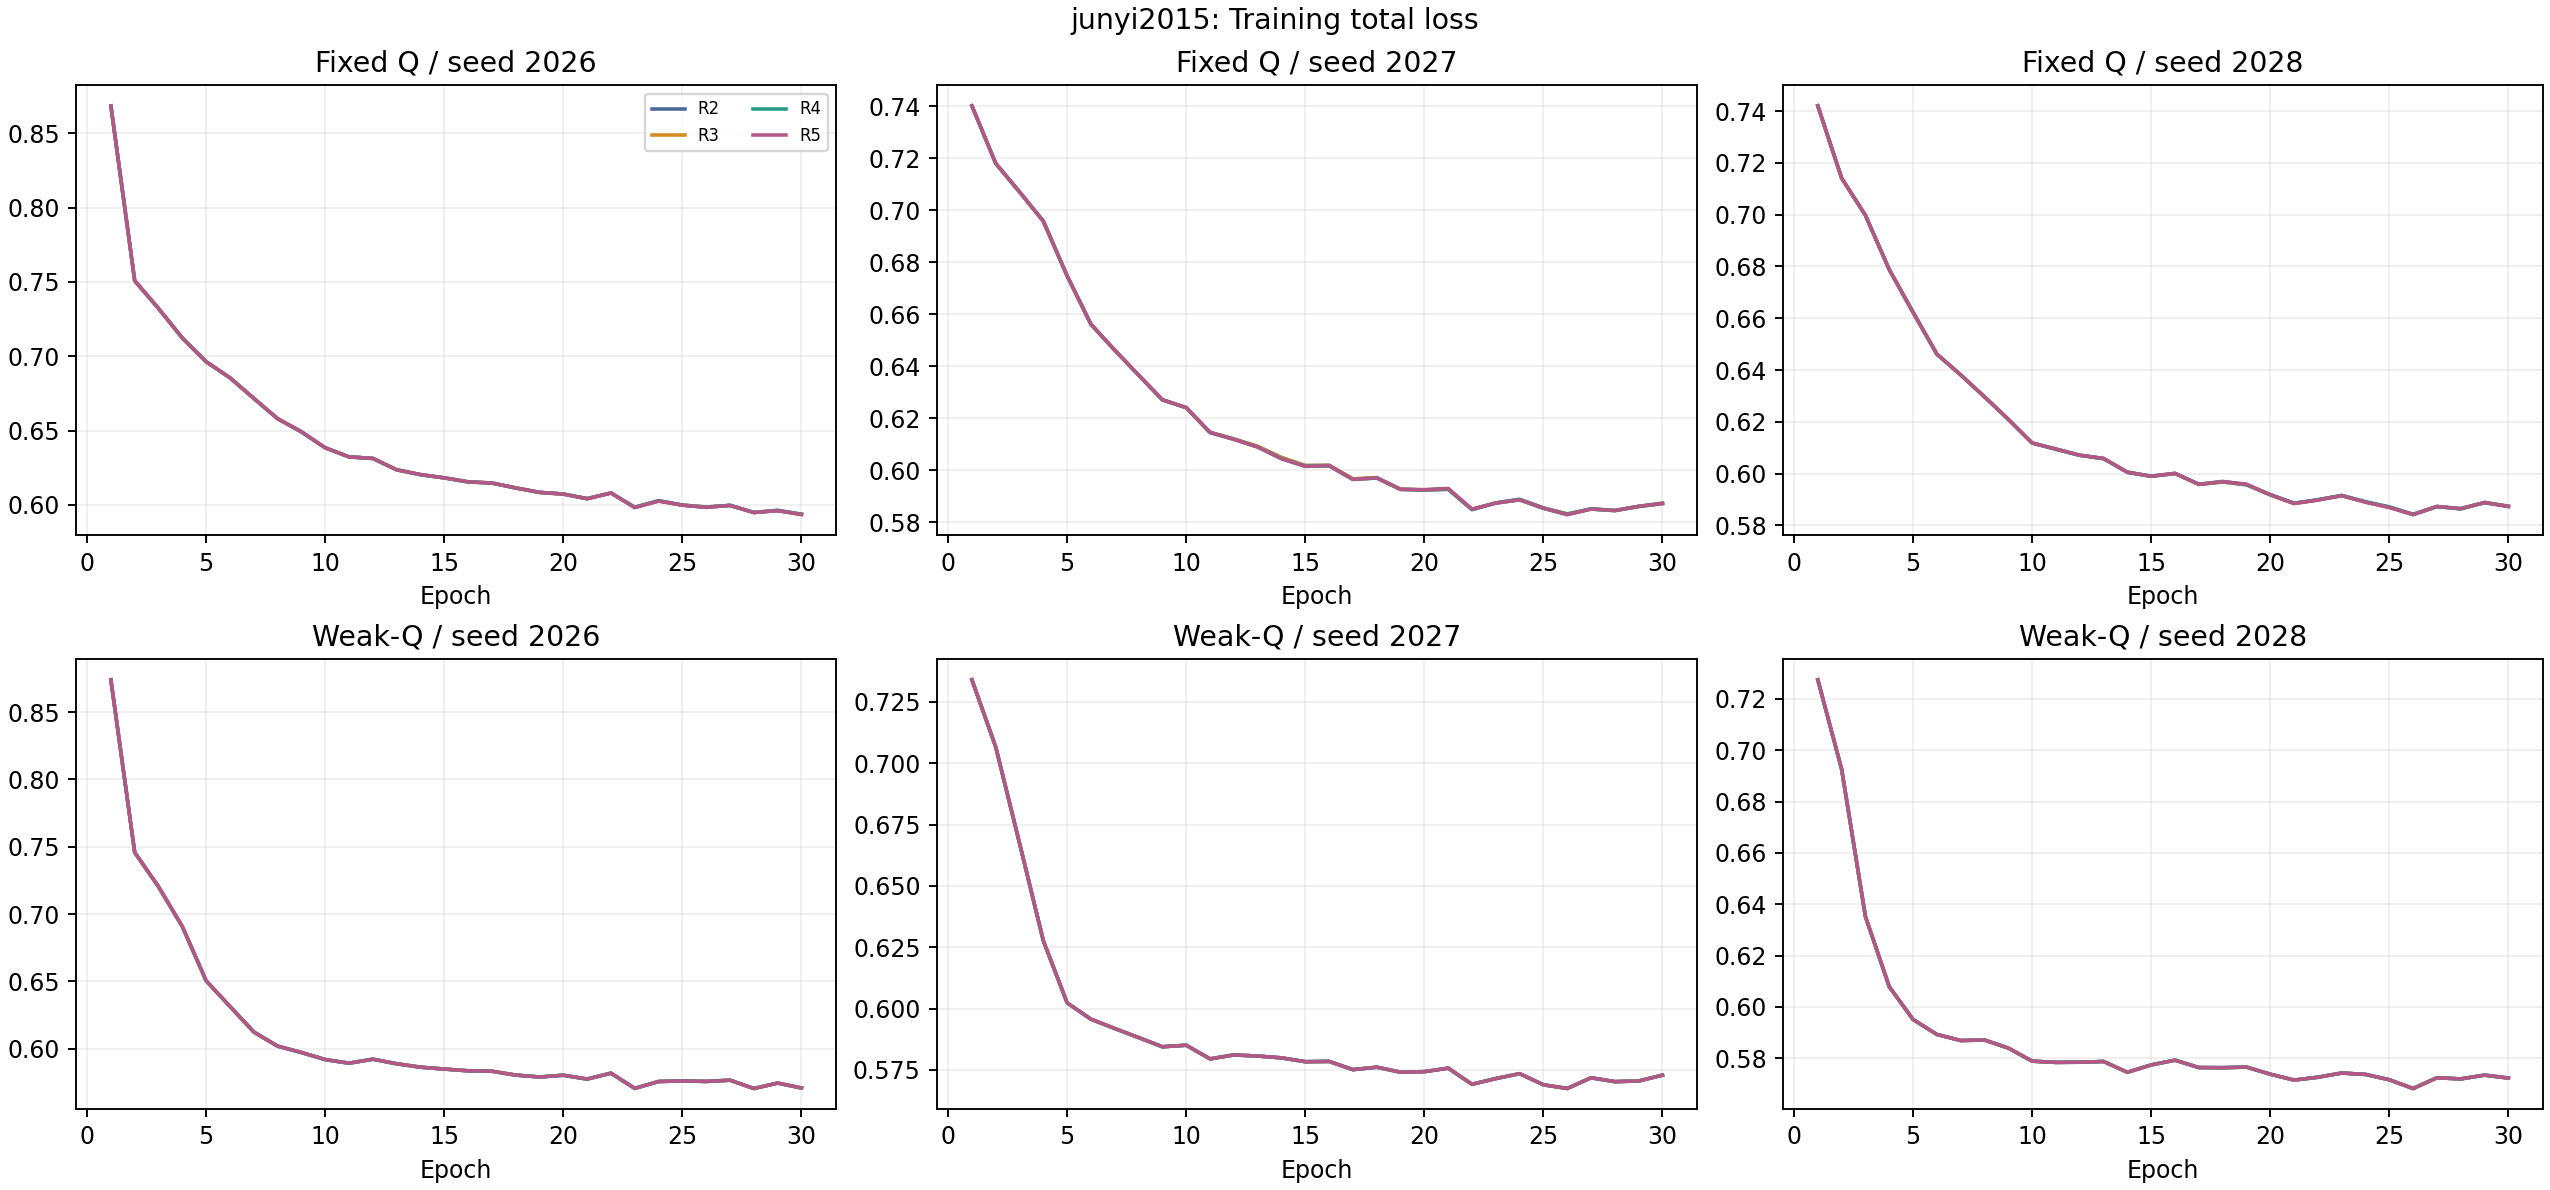 junyi2015: Training total loss
Fixed Q / seed 2026
Fixed Q / seed 2027
Fixed Q / seed 2028
R2 R4
R3 R5
0.85
0.80
0.75
0.70
0.65
0.60
0 5 10 15 20 25 30
Epoch
0.74
0.72
0.70
0.68
0.66
0.64
0.62
0.60
0.58
0 5 10 15 20 25 30
Epoch
0.74
0.72
0.70
0.68
0.66
0.64
0.62
0.60
0.58
0 5 10 15 20 25 30
Epoch
Weak-Q / seed 2026
Weak-Q / seed 2027
Weak-Q / seed 2028
0.85
0.80
0.75
0.70
0.65
0.60
0 5 10 15 20 25 30
Epoch
0.725
0.700
0.675
0.650
0.625
0.600
0.575
0 5 10 15 20 25 30
Epoch
0.72
0.70
0.68
0.66
0.64
0.62
0.60
0.58
0 5 10 15 20 25 30
Epoch